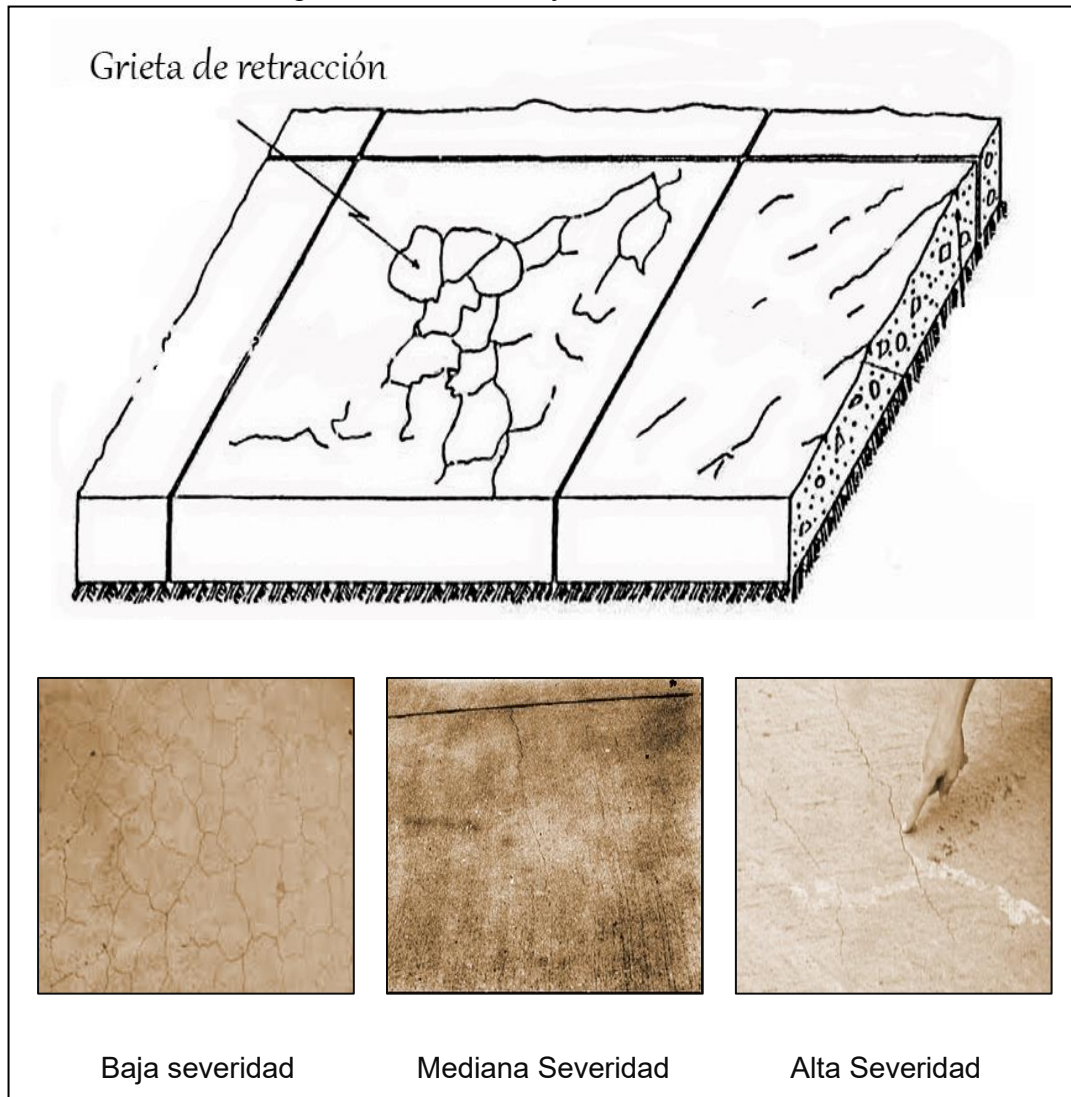 Grieta de retracción
Baja severidad
Mediana Severidad
Alta Severidad